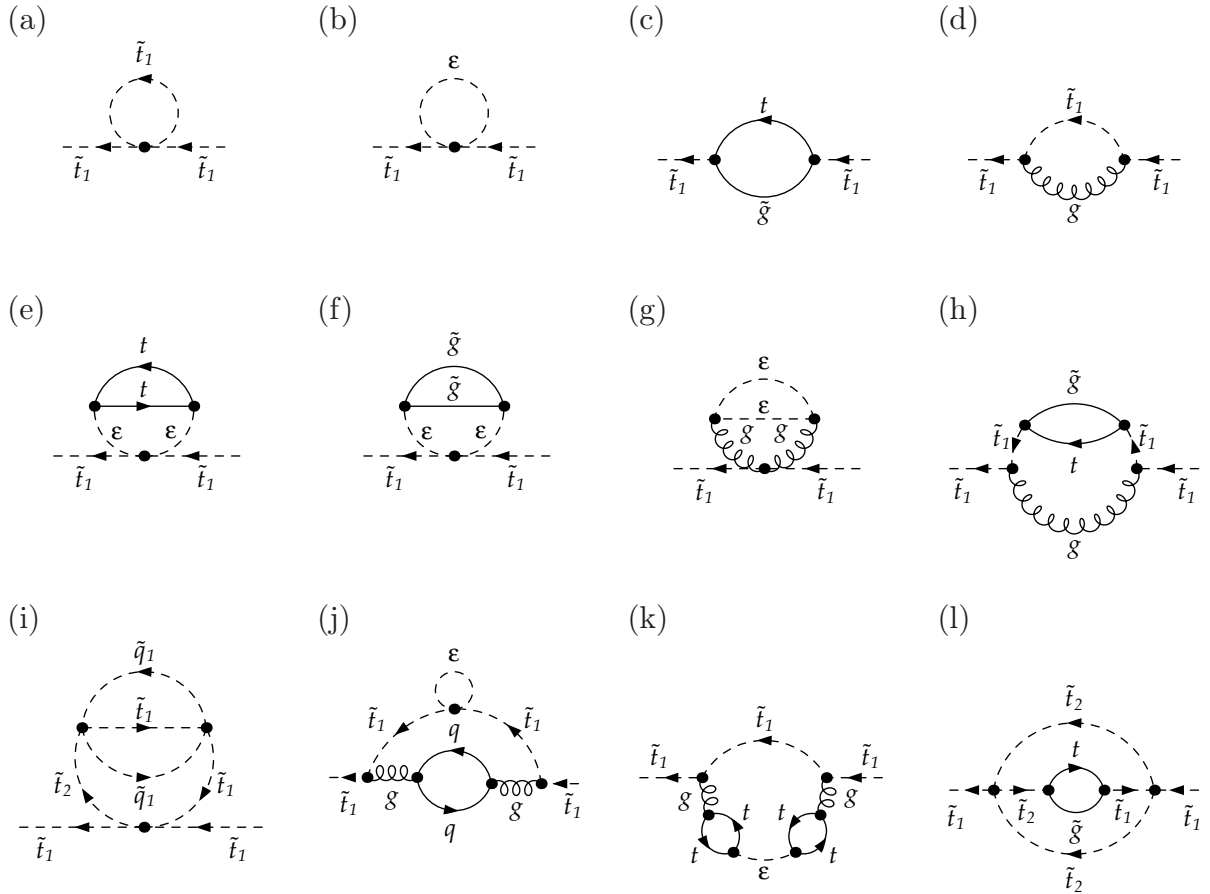 (a) (b) (c) (d)
t̃₁ ε t t̃₁
t̃₁ t̃₁ t̃₁ t̃₁ t̃₁ t̃₁ t̃₁ t̃₁
g̃ g
(e) (f) (g) (h)
t g̃ ε g̃
t g̃ ε t̃₁ t̃₁
ε ε ε ε g g t
t̃₁ t̃₁ t̃₁ t̃₁ t̃₁ t̃₁ t̃₁ t̃₁
g
(i) (j) (k) (l)
q̃₁ ε t̃₁ t̃₂
t̃₁ t̃₁ q t̃₁ t̃₁ t̃₁ t
t̃₂ q̃₁ t̃₁ t̃₁ g g t̃₁ g g t̃₁ t̃₂ t̃₁ t̃₁
q t t t t g̃
t̃₁ t̃₁ ε t̃₂